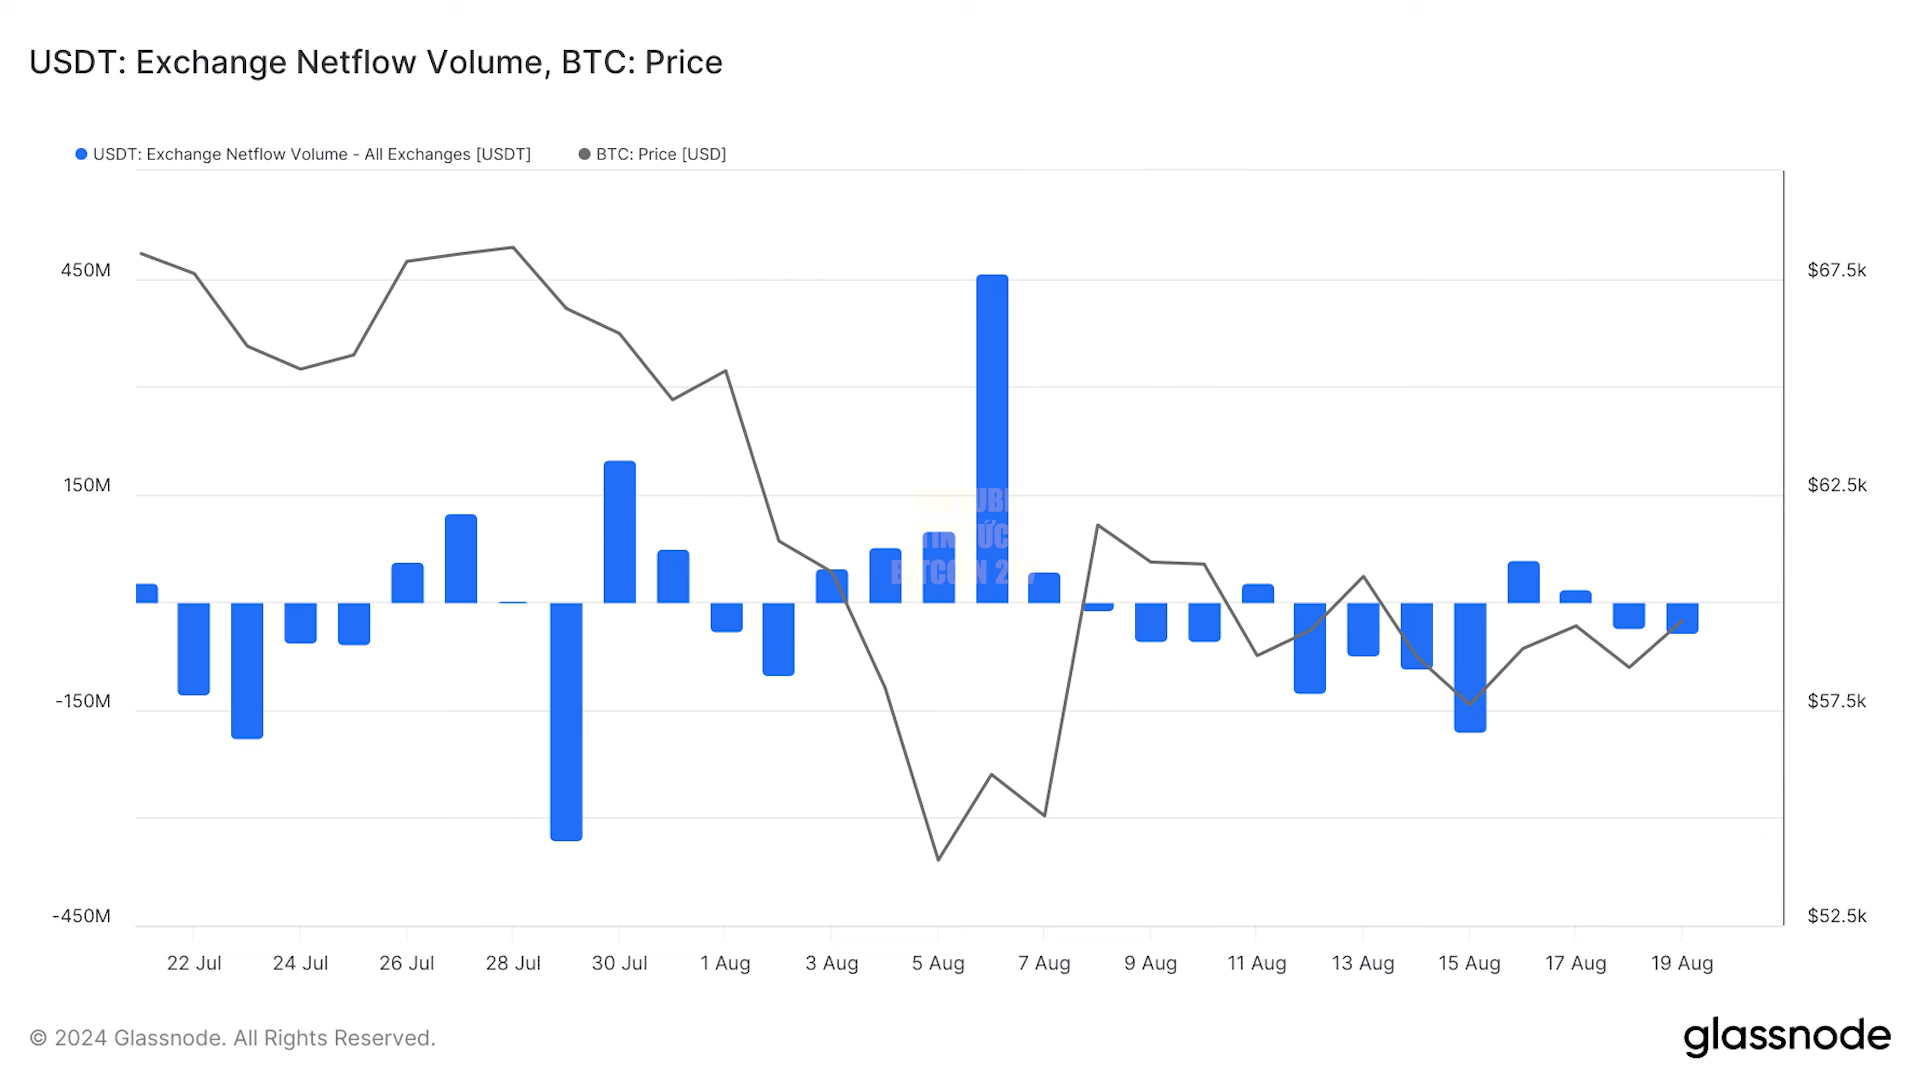 USDT: Exchange Netflow Volume, BTC: Price
USDT: Exchange Netflow Volume - All Exchanges [USDT]
BTC: Price [USD]
450M
150M
-150M
-450M
$67.5k
$62.5k
$57.5k
$52.5k
22 Jul
24 Jul
26 Jul
28 Jul
30 Jul
1 Aug
3 Aug
5 Aug
7 Aug
9 Aug
11 Aug
13 Aug
15 Aug
17 Aug
19 Aug
© 2024 Glassnode. All Rights Reserved.
glassnode